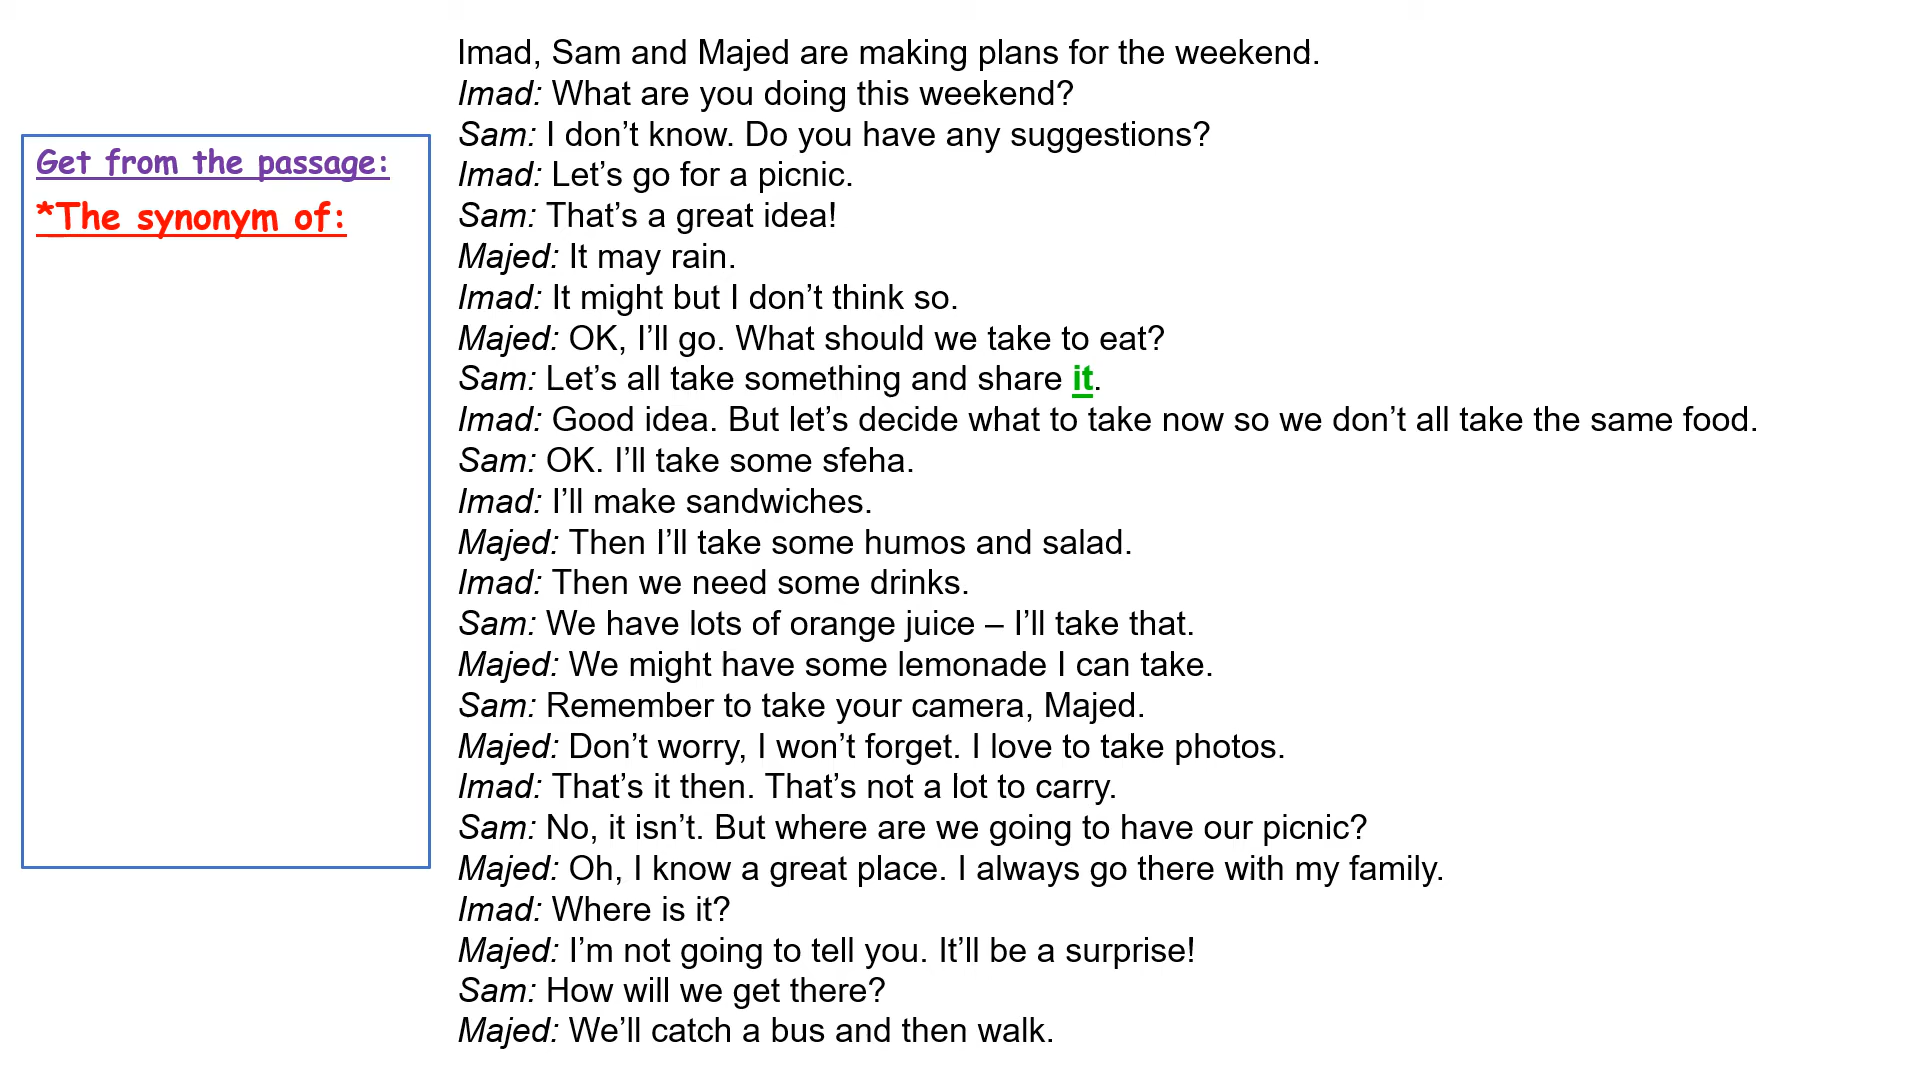 Get from the passage:
*The synonym of:
Imad, Sam and Majed are making plans for the weekend.
Imad: What are you doing this weekend?
Sam: I don’t know. Do you have any suggestions?
Imad: Let’s go for a picnic.
Sam: That’s a great idea!
Majed: It may rain.
Imad: It might but I don’t think so.
Majed: OK, I’ll go. What should we take to eat?
Sam: Let’s all take something and share it.
Imad: Good idea. But let’s decide what to take now so we don’t all take the same food.
Sam: OK. I’ll take some sfeha.
Imad: I’ll make sandwiches.
Majed: Then I’ll take some humos and salad.
Imad: Then we need some drinks.
Sam: We have lots of orange juice – I’ll take that.
Majed: We might have some lemonade I can take.
Sam: Remember to take your camera, Majed.
Majed: Don’t worry, I won’t forget. I love to take photos.
Imad: That’s it then. That’s not a lot to carry.
Sam: No, it isn’t. But where are we going to have our picnic?
Majed: Oh, I know a great place. I always go there with my family.
Imad: Where is it?
Majed: I’m not going to tell you. It’ll be a surprise!
Sam: How will we get there?
Majed: We’ll catch a bus and then walk.